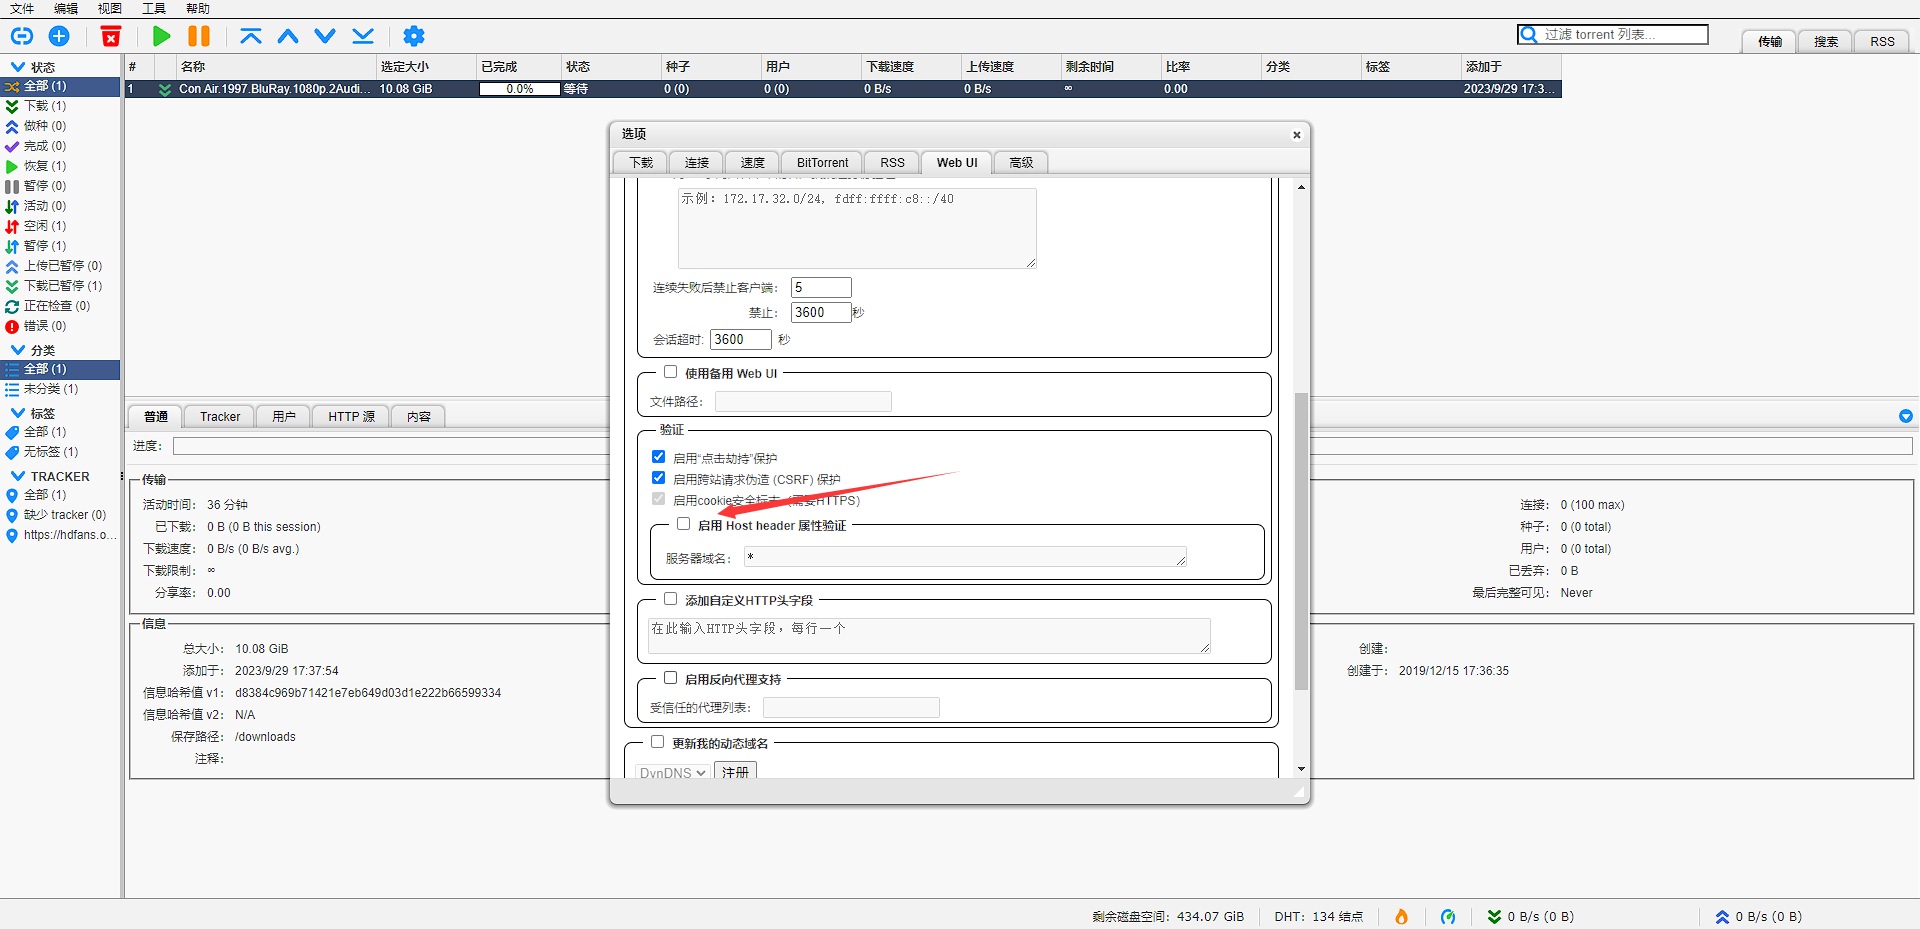 文件 编辑 视图 工具 帮助
过滤 torrent 列表...
传输 搜索 RSS
状态
全部 (1)
下载 (1)
做种 (0)
完成 (0)
恢复 (1)
暂停 (0)
活动 (0)
空闲 (1)
暂停 (1)
上传已暂停 (0)
下载已暂停 (1)
正在检查 (0)
错误 (0)
分类
全部 (1)
未分类 (1)
标签
全部 (1)
无标签 (1)
TRACKER
全部 (1)
缺少 tracker (0)
https://hdfans.o...
# 名称 选定大小 已完成 状态 种子 用户 下载速度 上传速度 剩余时间 比率 分类 标签 添加于
1 Con Air.1997.BluRay.1080p.2Audi... 10.08 GiB 0.0% 等待 0 (0) 0 (0) 0 B/s 0 B/s ∞ 0.00 2023/9/29 17:3...
选项
下载 连接 速度 BitTorrent RSS Web UI 高级
示例：172.17.32.0/24, fdff:ffff:c8::/40
连续失败后禁止客户端： 5
禁止： 3600 秒
会话超时: 3600 秒
使用备用 Web UI
文件路径：
验证
启用“点击劫持”保护
启用跨站请求伪造 (CSRF) 保护
启用cookie安全标志 (需要HTTPS)
启用 Host header 属性验证
服务器域名： *
添加自定义HTTP头字段
在此输入HTTP头字段，每行一个
启用反向代理支持
受信任的代理列表：
更新我的动态域名
DynDNS 注册
普通 Tracker 用户 HTTP 源 内容
进度：
传输
活动时间： 36 分钟
已下载： 0 B (0 B this session)
下载速度： 0 B/s (0 B/s avg.)
下载限制： ∞
分享率： 0.00
连接： 0 (100 max)
种子： 0 (0 total)
用户： 0 (0 total)
已丢弃： 0 B
最后完整可见： Never
信息
总大小： 10.08 GiB
添加于： 2023/9/29 17:37:54
信息哈希值 v1： d8384c969b71421e7eb649d03d1e222b66599334
信息哈希值 v2： N/A
保存路径： /downloads
注释：
创建：
创建于： 2019/12/15 17:36:35
剩余磁盘空间：434.07 GiB DHT：134 结点 0 B/s (0 B) 0 B/s (0 B)